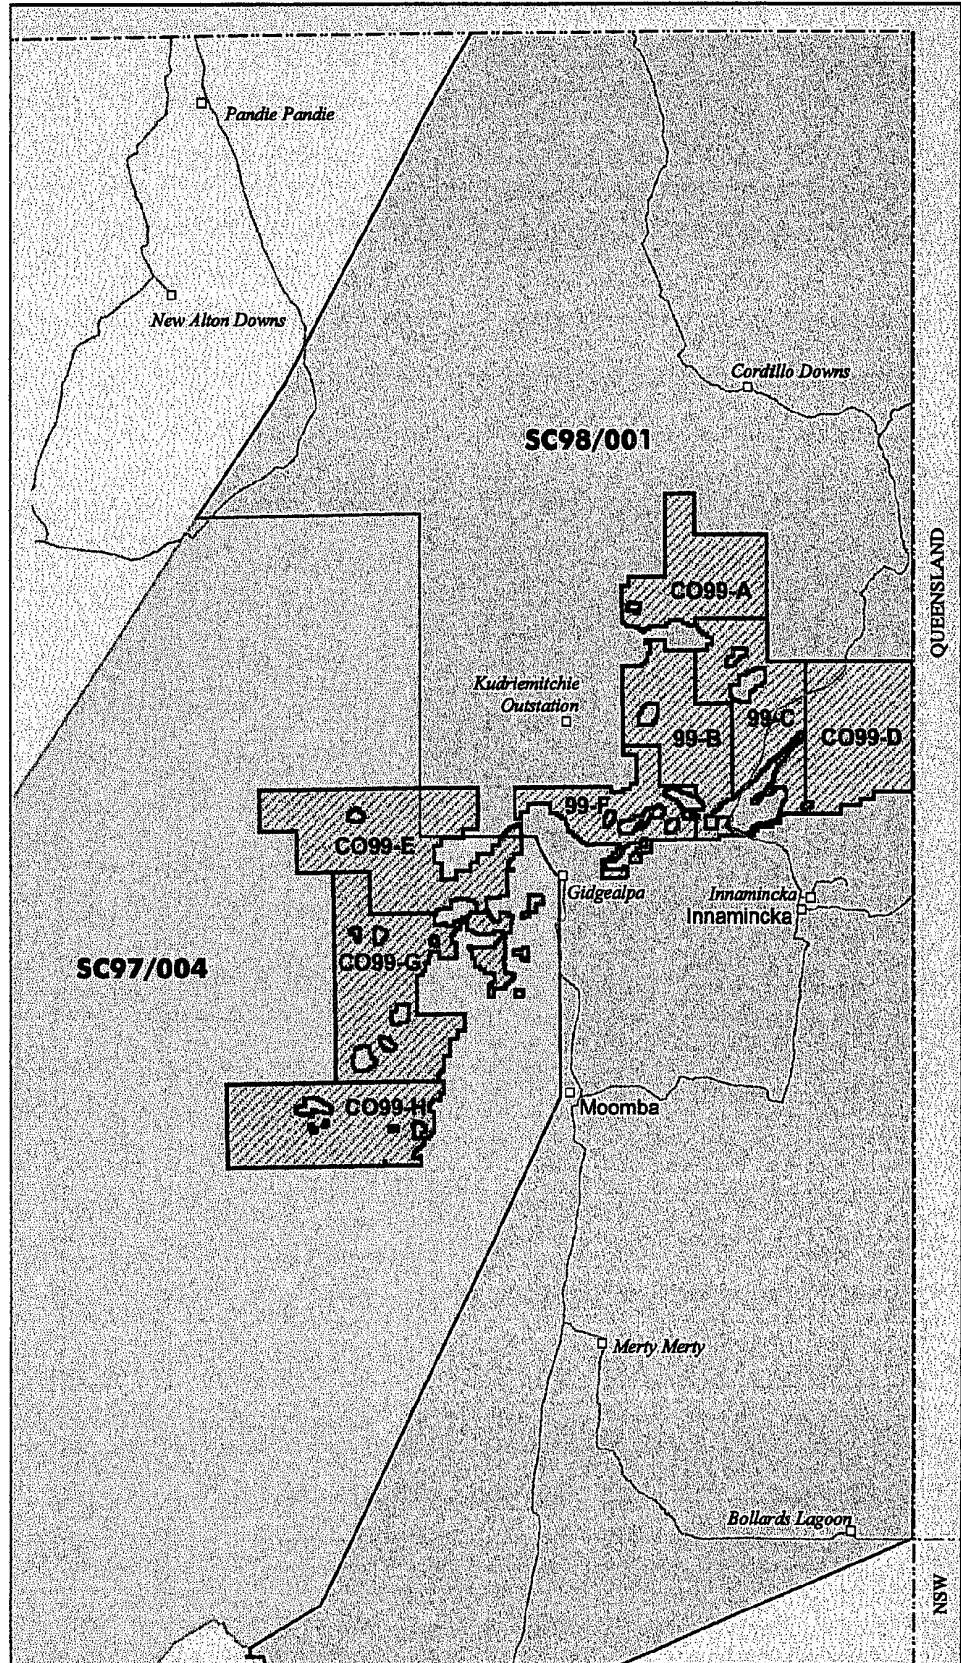 Pandie Pandie
New Alton Downs
Cordillo Downs
SC98/001
QUEENSLAND
CO99-A
Kudriemitchie
Outstation
99-B
99-C
CO99-D
99-F
CO99-E
Gidgealpa
Innamincka
Innamincka
CO99-G
SC97/004
Moomba
CO99-H
Merty Merty
Bollards Lagoon
NSW